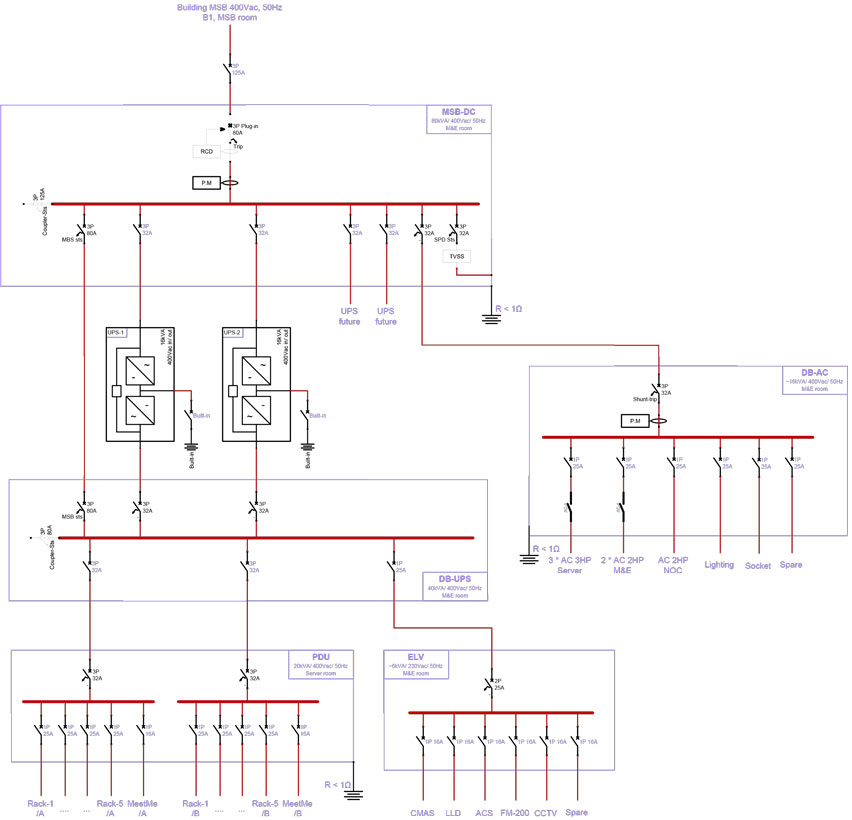 Building MSB 400Vac, 50Hz
B1, MSB room
3P
125A
MSB-DC
80kVA/ 400Vac/ 50Hz
M&E room
3P Plug-in
80A
Trip
RCD
P.M
3P
125A
Coupler-Sts
3P
80A
MBS sts
3P
32A
3P
32A
3P
32A
3P
32A
3P
32A
3P
32A
SPD Sts
TVSS
UPS
future
UPS
future
R < 1Ω
UPS-1
16kVA
400Vac in/ out
Built-in
Built-in
UPS-2
16kVA
400Vac in/ out
Built-in
Built-in
DB-AC
~16kVA/ 400Vac/ 50Hz
M&E room
3P
32A
Shunt-trip
P.M
1P
25A
1P
25A
1P
25A
1P
25A
1P
25A
1P
25A
R < 1Ω
3 * AC 3HP
Server
2 * AC 2HP
M&E
AC 2HP
NOC
Lighting
Socket
Spare
3P
80A
MSB sts
3P
32A
3P
32A
3P
80A
Coupler-Sts
3P
32A
3P
32A
1P
25A
DB-UPS
40kVA/ 400Vac/ 50Hz
M&E room
PDU
20kVA/ 400Vac/ 50Hz
Server room
3P
32A
3P
32A
1P
25A
1P
25A
1P
25A
1P
25A
1P
16A
1P
25A
1P
25A
1P
25A
1P
25A
1P
16A
R < 1Ω
Rack-1
/A
.....
....
Rack-5
/A
MeetMe
/A
Rack-1
/B
.....
....
Rack-5
/B
MeetMe
/B
ELV
~6kVA/ 230Vac/ 50Hz
M&E room
2P
25A
1P 16A
1P 16A
1P 16A
1P 16A
1P 16A
1P 16A
CMAS
LLD
ACS
FM-200
CCTV
Spare